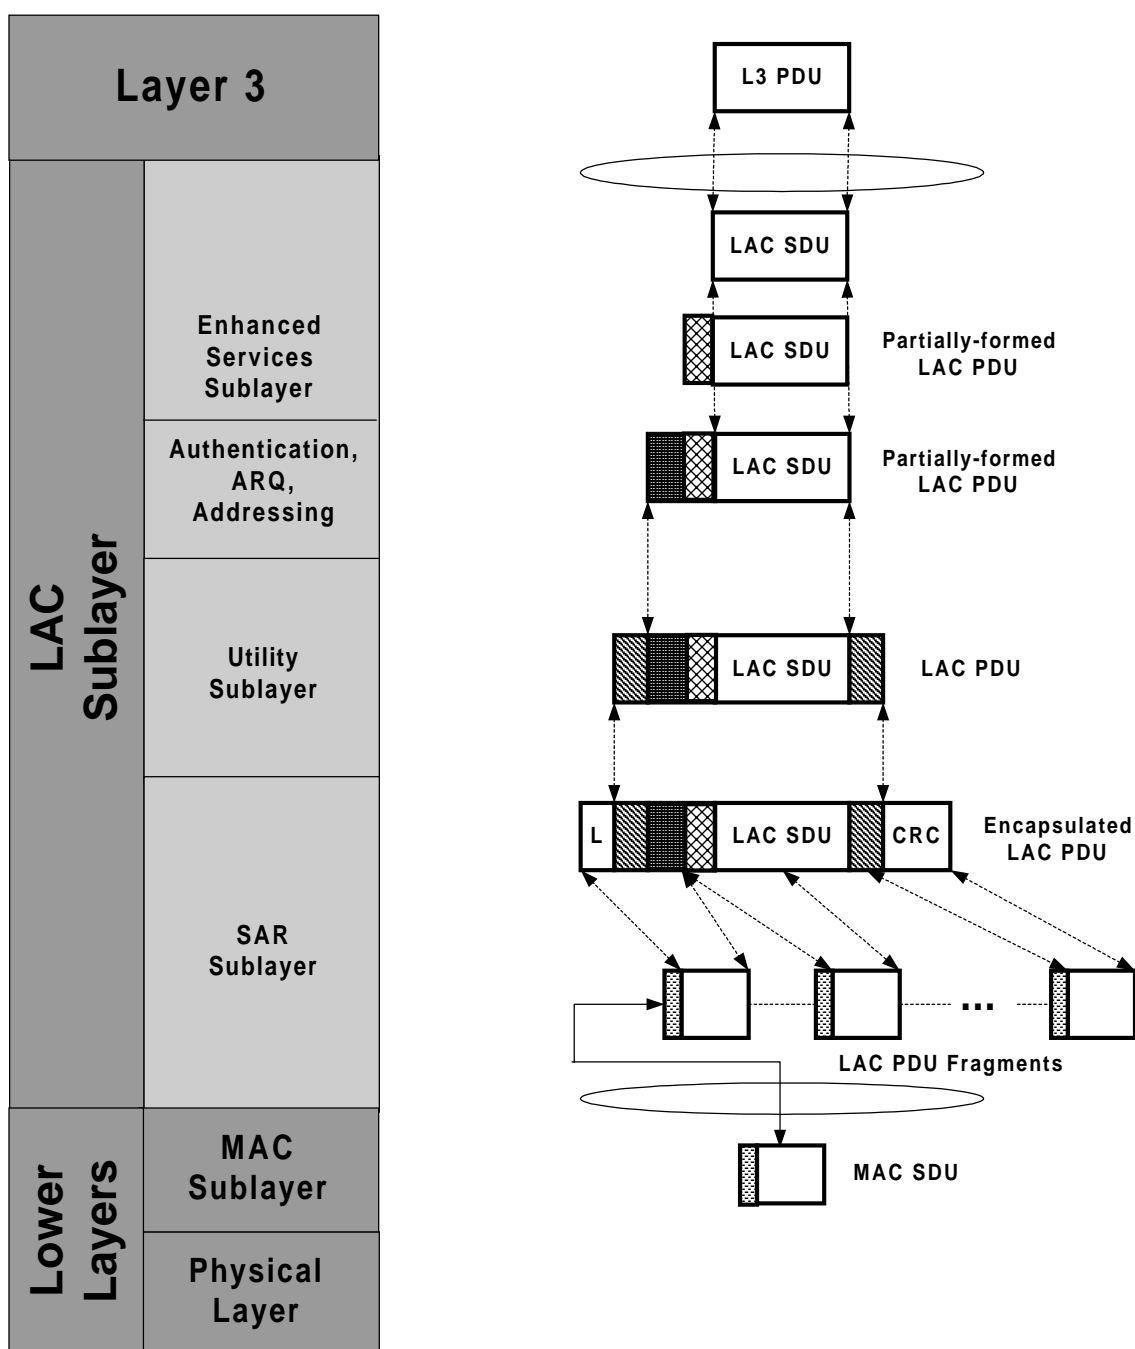 Layer 3
LAC
Sublayer
Enhanced
Services
Sublayer
Authentication,
ARQ,
Addressing
Utility
Sublayer
SAR
Sublayer
Lower
Layers
MAC
Sublayer
Physical
Layer
L3 PDU
LAC SDU
LAC SDU
Partially-formed
LAC PDU
LAC SDU
Partially-formed
LAC PDU
LAC SDU
LAC PDU
L
LAC SDU
CRC
Encapsulated
LAC PDU
...
LAC PDU Fragments
MAC SDU